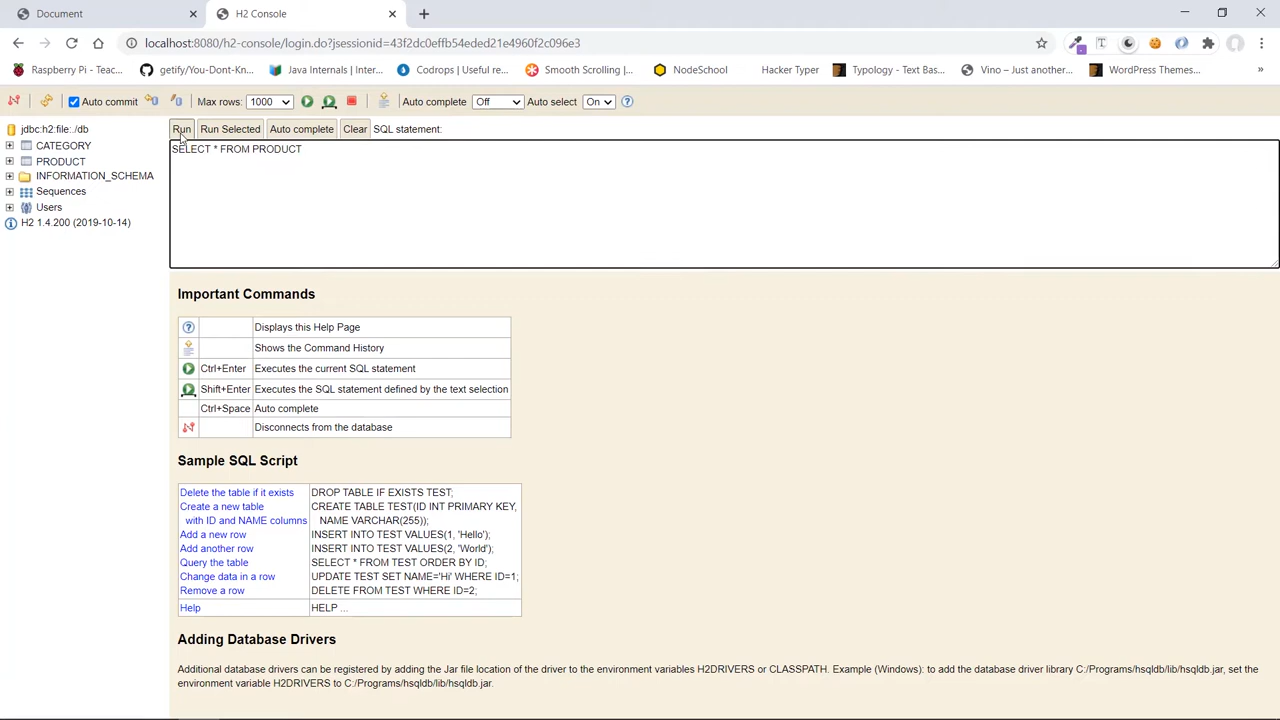 Document
H2 Console
localhost:8080/h2-console/login.do?jsessionid=43f2dc0effb54eded21e4960f2c096e3
Raspberry Pi - Teac...
getify/You-Dont-Kn...
Java Internals | Inter...
Codrops | Useful re...
Smooth Scrolling |...
NodeSchool
Hacker Typer
Typology - Text Bas...
Vino – Just another...
WordPress Themes...
Auto commit
Max rows: 1000
Auto complete Off
Auto select On
jdbc:h2:file:./db
CATEGORY
PRODUCT
INFORMATION_SCHEMA
Sequences
Users
H2 1.4.200 (2019-10-14)
Run
Run Selected
Auto complete
Clear
SQL statement:
SELECT * FROM PRODUCT
Important Commands
Displays this Help Page
Shows the Command History
Ctrl+Enter Executes the current SQL statement
Shift+Enter Executes the SQL statement defined by the text selection
Ctrl+Space Auto complete
Disconnects from the database
Sample SQL Script
Delete the table if it exists DROP TABLE IF EXISTS TEST;
Create a new table CREATE TABLE TEST(ID INT PRIMARY KEY,
with ID and NAME columns NAME VARCHAR(255));
Add a new row INSERT INTO TEST VALUES(1, 'Hello');
Add another row INSERT INTO TEST VALUES(2, 'World');
Query the table SELECT * FROM TEST ORDER BY ID;
Change data in a row UPDATE TEST SET NAME='Hi' WHERE ID=1;
Remove a row DELETE FROM TEST WHERE ID=2;
Help HELP ...
Adding Database Drivers
Additional database drivers can be registered by adding the Jar file location of the driver to the environment variables H2DRIVERS or CLASSPATH. Example (Windows): to add the database driver library C:/Programs/hsqldb/lib/hsqldb.jar, set the
environment variable H2DRIVERS to C:/Programs/hsqldb/lib/hsqldb.jar.